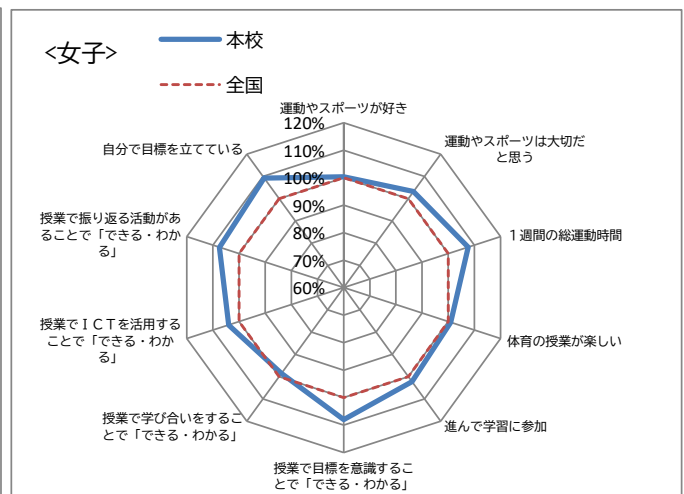 <女子>
本校
全国
運動やスポーツが好き
運動やスポーツは大切だ
と思う
１週間の総運動時間
体育の授業が楽しい
進んで学習に参加
授業で目標を意識するこ
とで「できる・わかる」
授業で学び合いをするこ
とで「できる・わかる」
授業でＩＣＴを活用する
ことで「できる・わか
る」
授業で振り返る活動があ
ることで「できる・わか
る」
自分で目標を立てている
120%
110%
100%
90%
80%
70%
60%